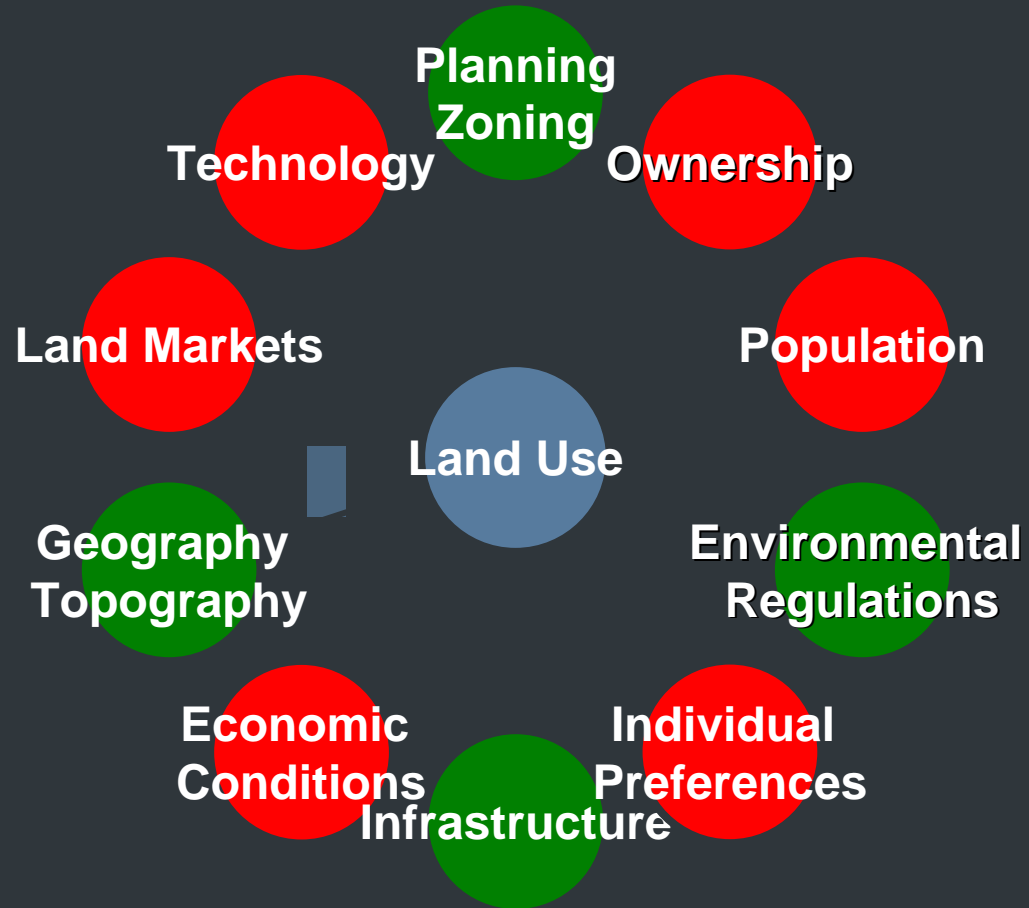 Planning
Zoning
Technology
Ownership
Land Markets
Population
Land Use
Geography
Topography
Environmental
Regulations
Economic
Conditions
Individual
Preferences
Infrastructure